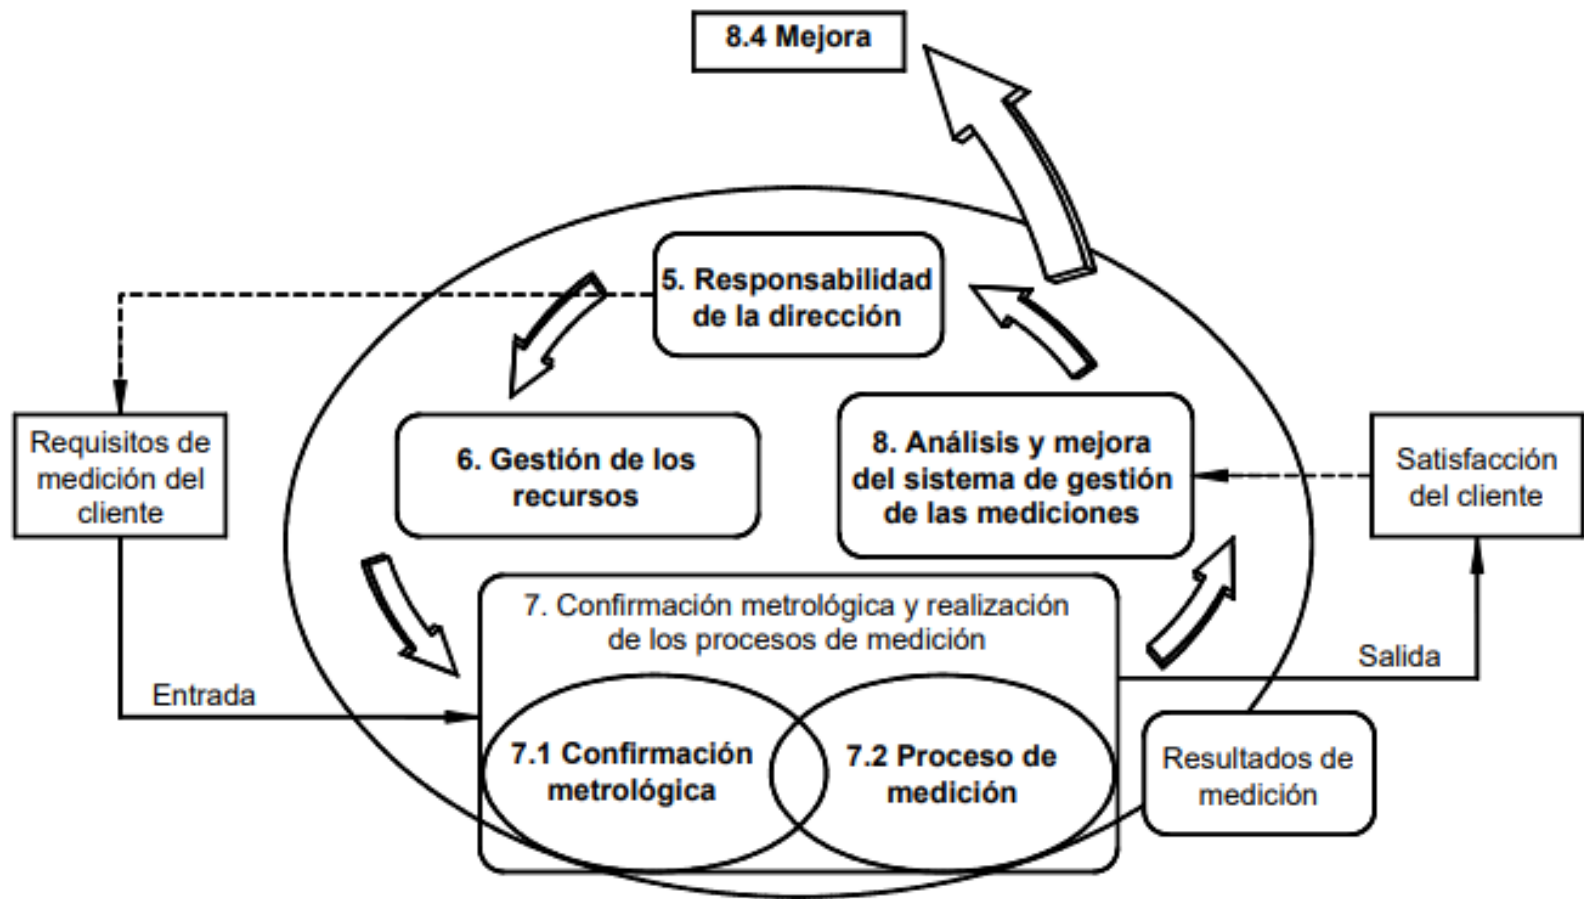 8.4 Mejora
5. Responsabilidad
de la dirección
Requisitos de
medición del
cliente
6. Gestión de los
recursos
8. Análisis y mejora
del sistema de gestión
de las mediciones
Satisfacción
del cliente
7. Confirmación metrológica y realización
de los procesos de medición
Entrada
Salida
7.1 Confirmación
metrológica
7.2 Proceso de
medición
Resultados de
medición